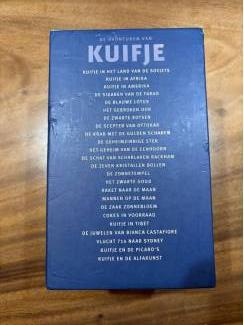 DE AVONTUREN VAN
KUIFJE
KUIFJE IN HET LAND VAN DE SOVJETS
KUIFJE IN AFRIKA
KUIFJE IN AMERIKA
DE SIGAREN VAN DE FARAO
DE BLAUWE LOTUS
HET GEBROKEN OOR
DE ZWARTE ROTSEN
DE SCEPTER VAN OTTOKAR
DE KRAB MET DE GULDEN SCHAREN
DE GEHEIMZINNIGE STER
HET GEHEIM VAN DE EENHOORN
DE SCHAT VAN SCHARLAKEN RACKHAM
DE ZEVEN KRISTALLEN BOLLEN
DE ZONNETEMPEL
HET ZWARTE GOUD
RAKET NAAR DE MAAN
MANNEN OP DE MAAN
DE ZAAK ZONNEBLOEM
COKES IN VOORRAAD
KUIFJE IN TIBET
DE JUWELEN VAN BIANCA CASTAFIORE
VLUCHT 714 NAAR SYDNEY
KUIFJE EN DE PICARO'S
KUIFJE EN DE ALFAKUNST